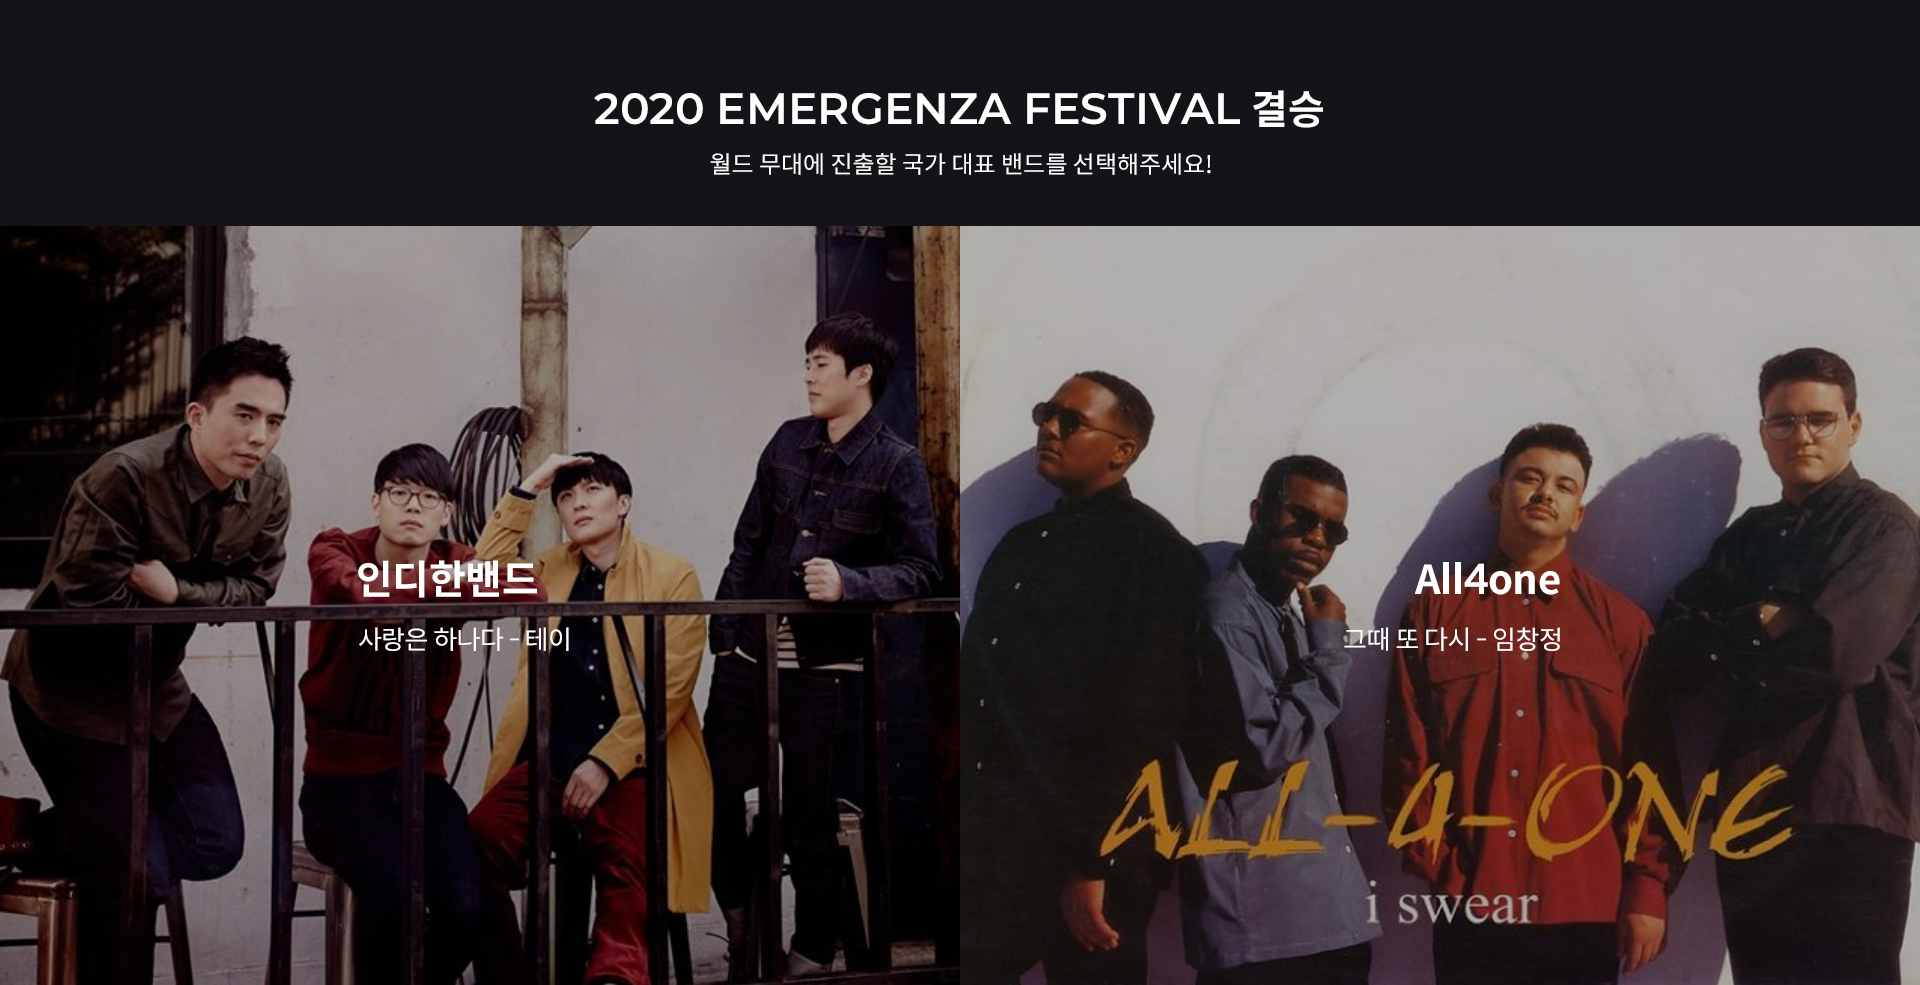 2020 EMERGENZA FESTIVAL 결승
월드 무대에 진출할 국가 대표 밴드를 선택해주세요!
인디한밴드
사랑은 하나다 - 테이
All4one
그때 또 다시 - 임창정
ALL-4-ONE
i swear